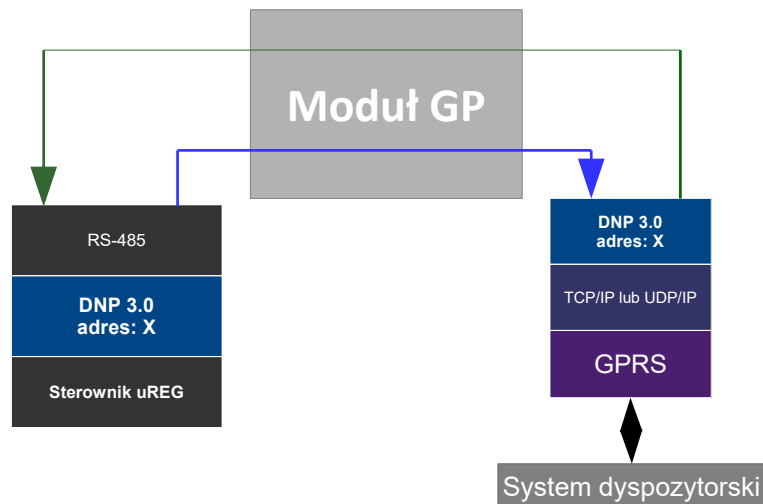 Moduł GP
RS-485
DNP 3.0
adres: X
Sterownik uREG
DNP 3.0
adres: X
TCP/IP lub UDP/IP
GPRS
System dyspozytorski